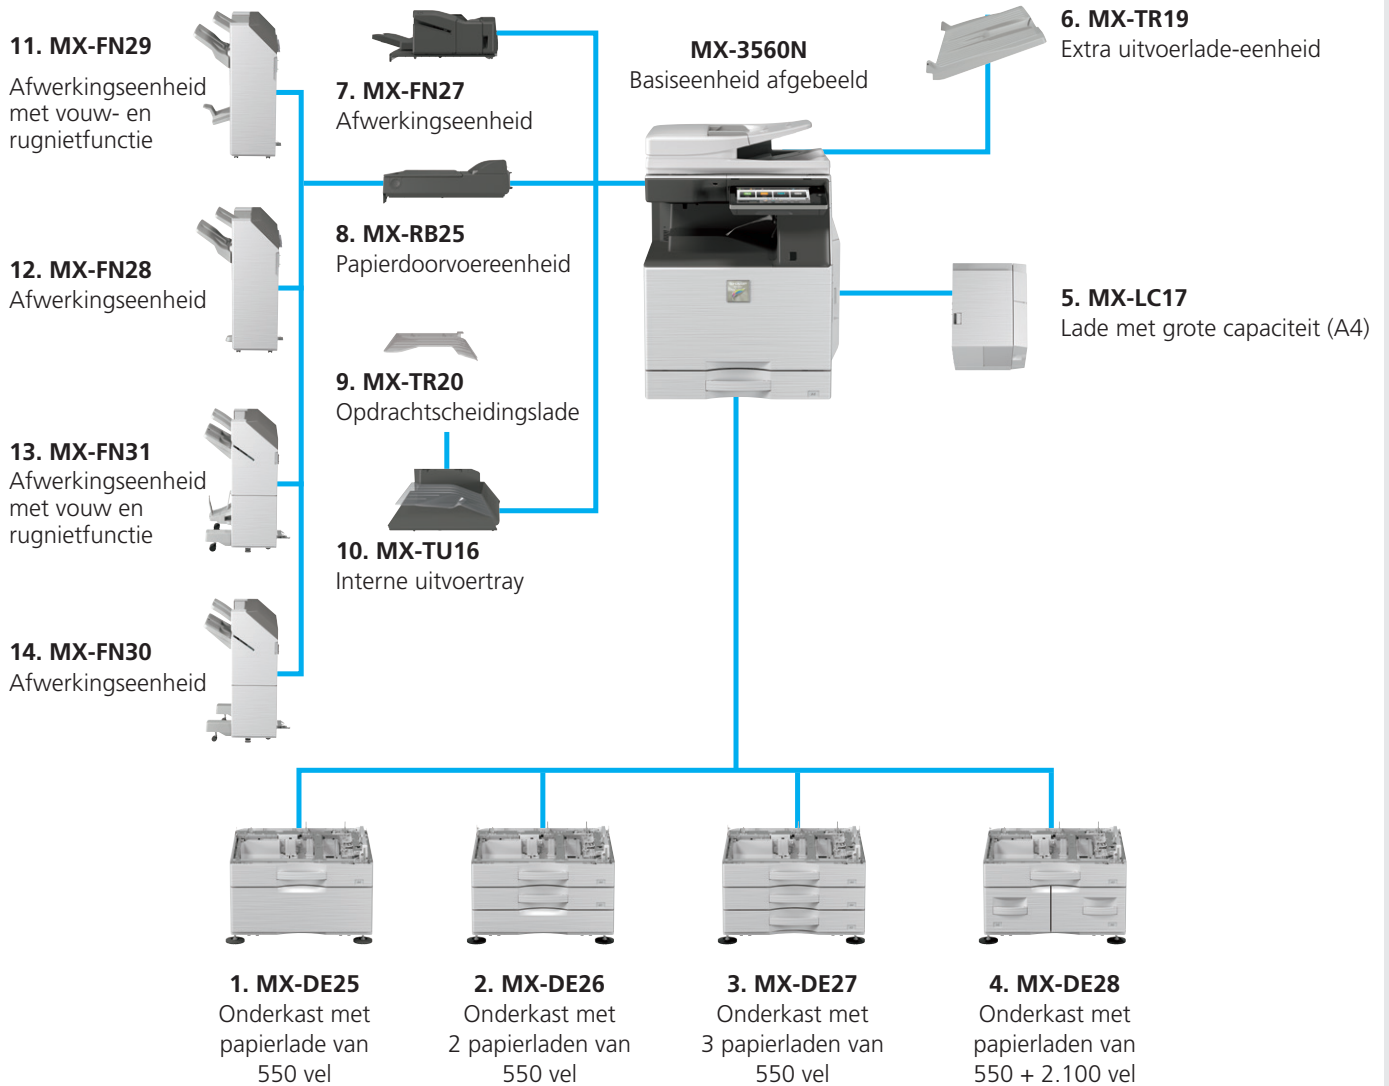 11. MX-FN29
Afwerkingseenheid
met vouw- en
rugnietfunctie
7. MX-FN27
Afwerkingseenheid
MX-3560N
Basiseenheid afgebeeld
6. MX-TR19
Extra uitvoerlade-eenheid
12. MX-FN28
Afwerkingseenheid
8. MX-RB25
Papierdoorvoereenheid
5. MX-LC17
Lade met grote capaciteit (A4)
9. MX-TR20
Opdrachtscheidingslade
13. MX-FN31
Afwerkingseenheid
met vouw en
rugnietfunctie
10. MX-TU16
Interne uitvoertray
14. MX-FN30
Afwerkingseenheid
1. MX-DE25
Onderkast met
papierlade van
550 vel
2. MX-DE26
Onderkast met
2 papierladen van
550 vel
3. MX-DE27
Onderkast met
3 papierladen van
550 vel
4. MX-DE28
Onderkast met
papierladen van
550 + 2.100 vel